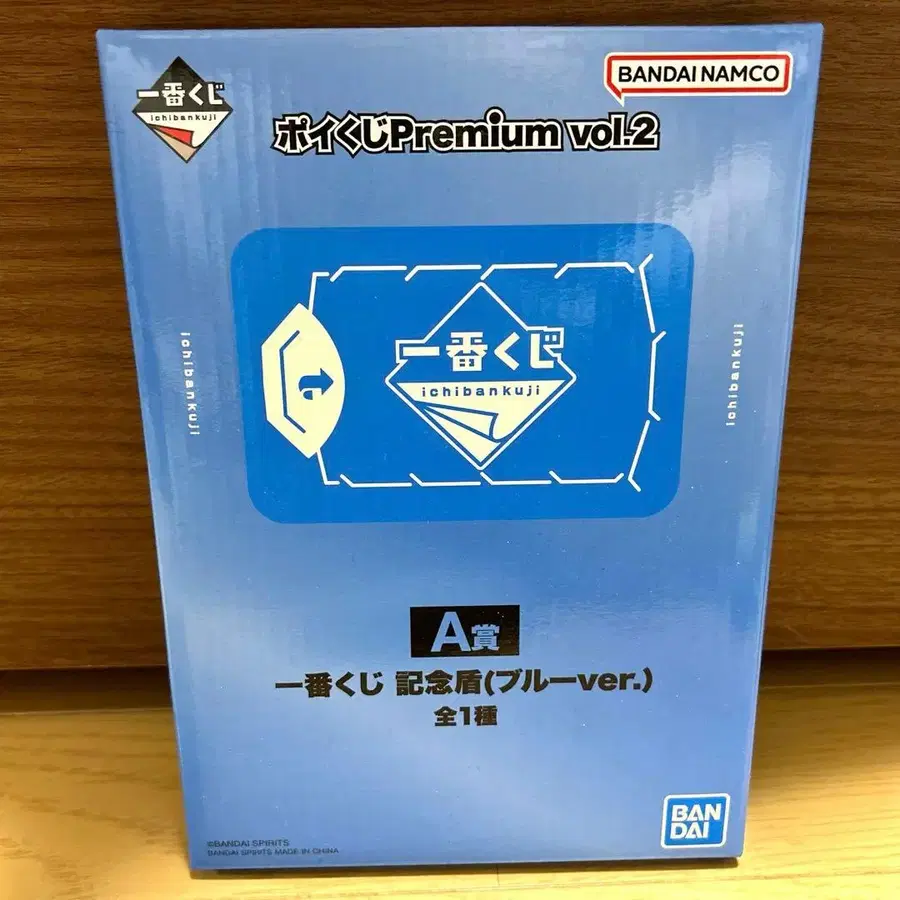 一番くじ
ichibankuji
BANDAI NAMCO
ポイくじPremium vol.2
ichibankuji
一番くじ
ichibankuji
ichibankuji
A賞
一番くじ 記念盾(ブルーver.)
全1種
BAN
DAI
©BANDAI SPIRITS
BANDAI SPIRITS MADE IN CHINA